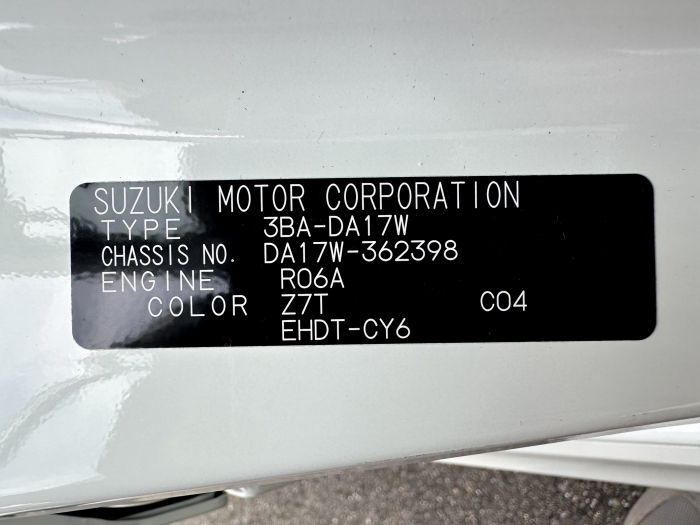 SUZUKI MOTOR CORPORATION
TYPE 3BA-DA17W
CHASSIS NO. DA17W-362398
ENGINE R06A
COLOR Z7T C04
EHDT-CY6